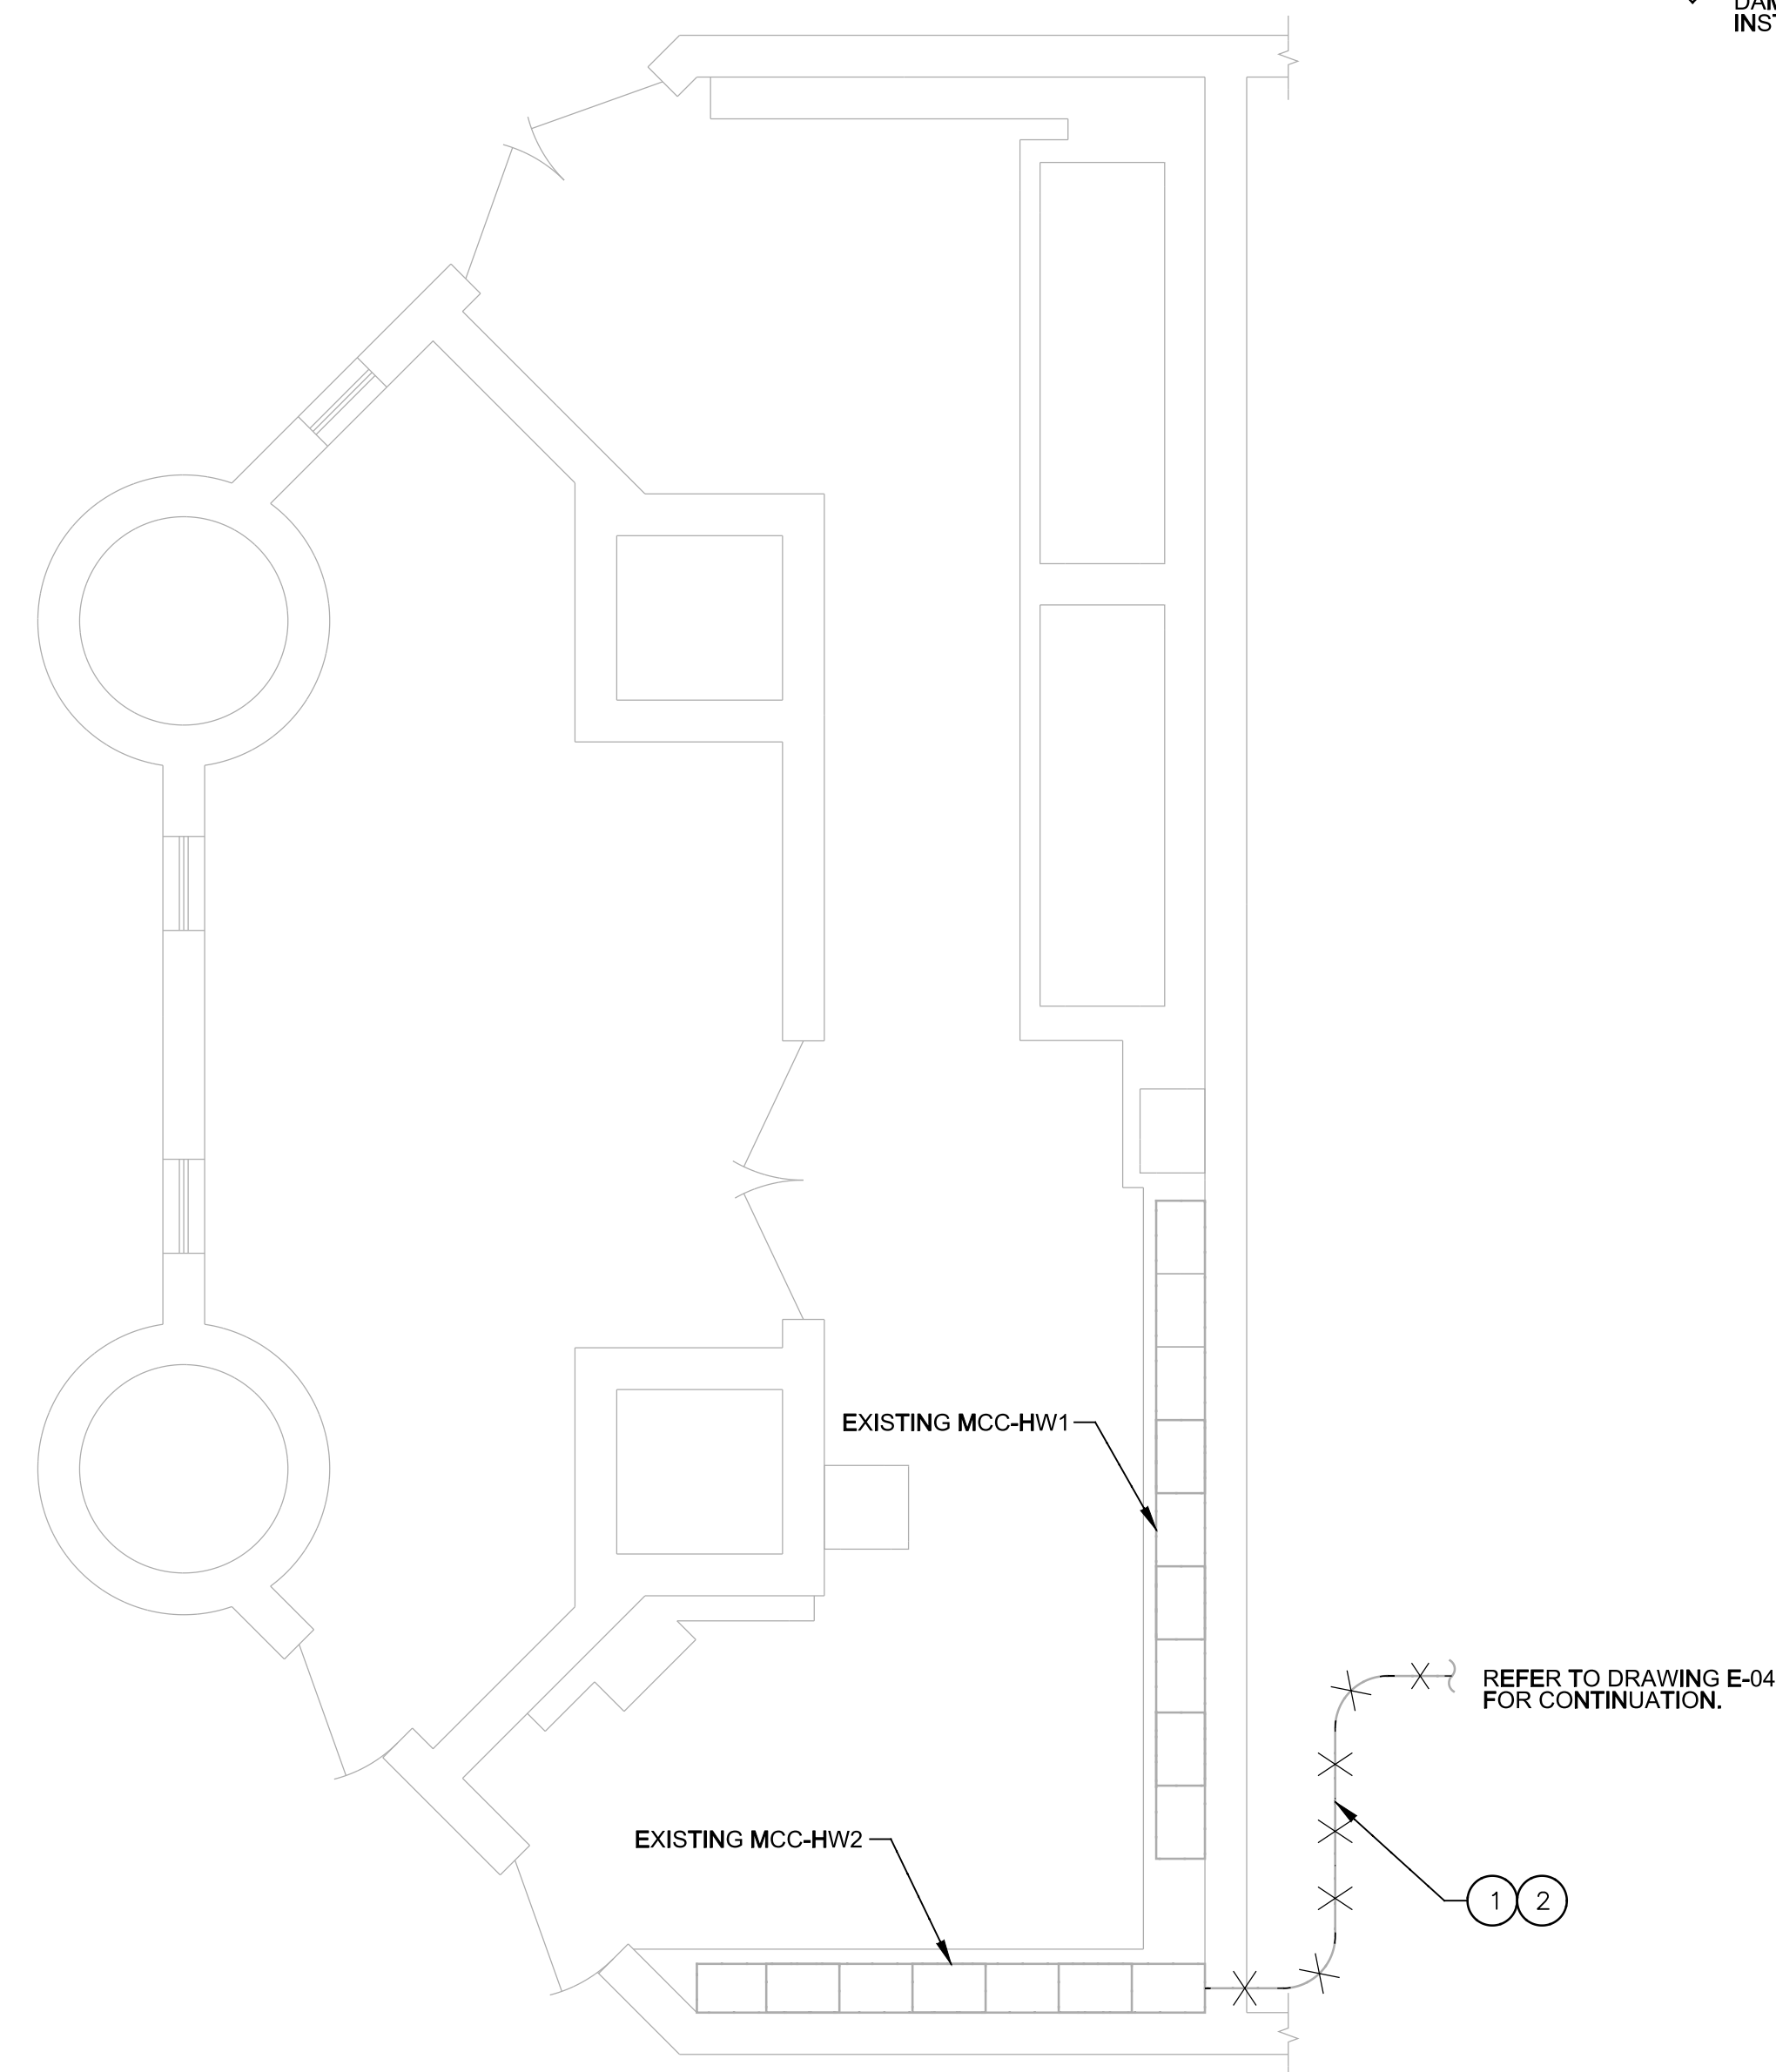 EXISTING MCC-HW1
REFER TO DRAWING E-04
FOR CONTINUATION.
EXISTING MCC-HW2
1 2